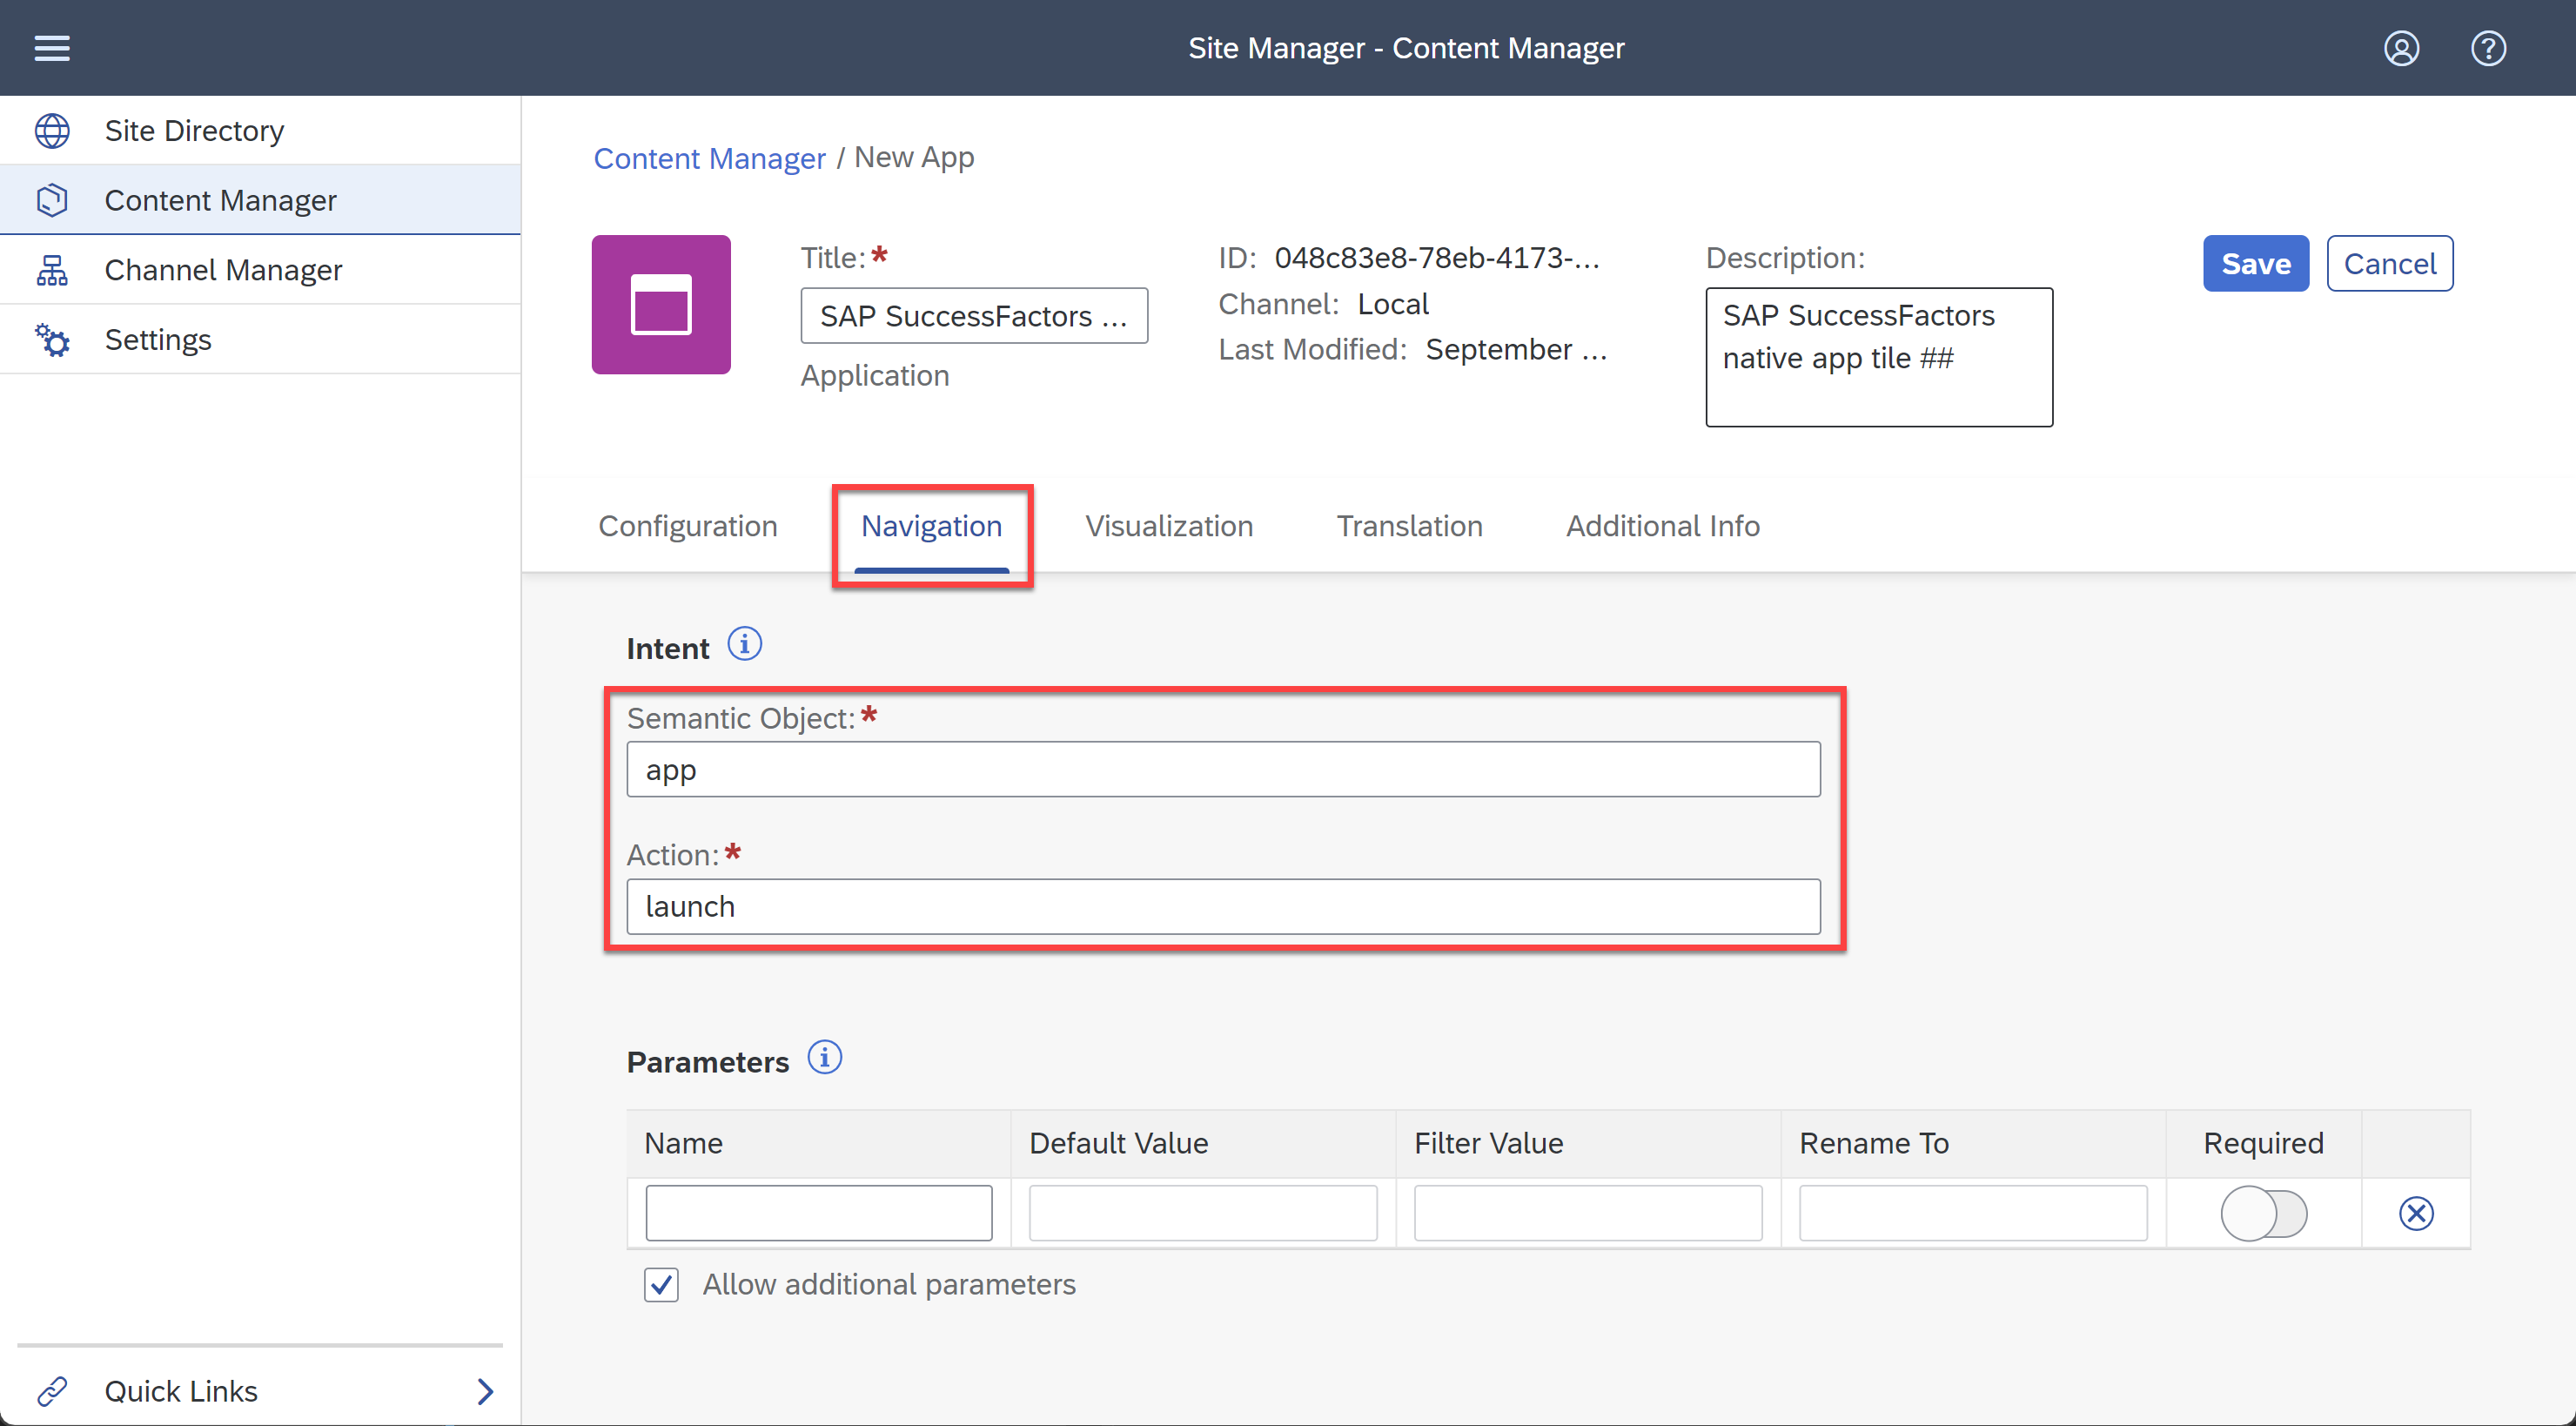 Site Manager - Content Manager
Site Directory
Content Manager
Channel Manager
Settings
Quick Links
Content Manager / New App
Title:*
SAP SuccessFactors ...
Application
ID: 048c83e8-78eb-4173-...
Channel: Local
Last Modified: September ...
Description:
SAP SuccessFactors
native app tile ##
Save
Cancel
Configuration
Navigation
Visualization
Translation
Additional Info
Intent
Semantic Object:*
app
Action:*
launch
Parameters
Name
Default Value
Filter Value
Rename To
Required
Allow additional parameters